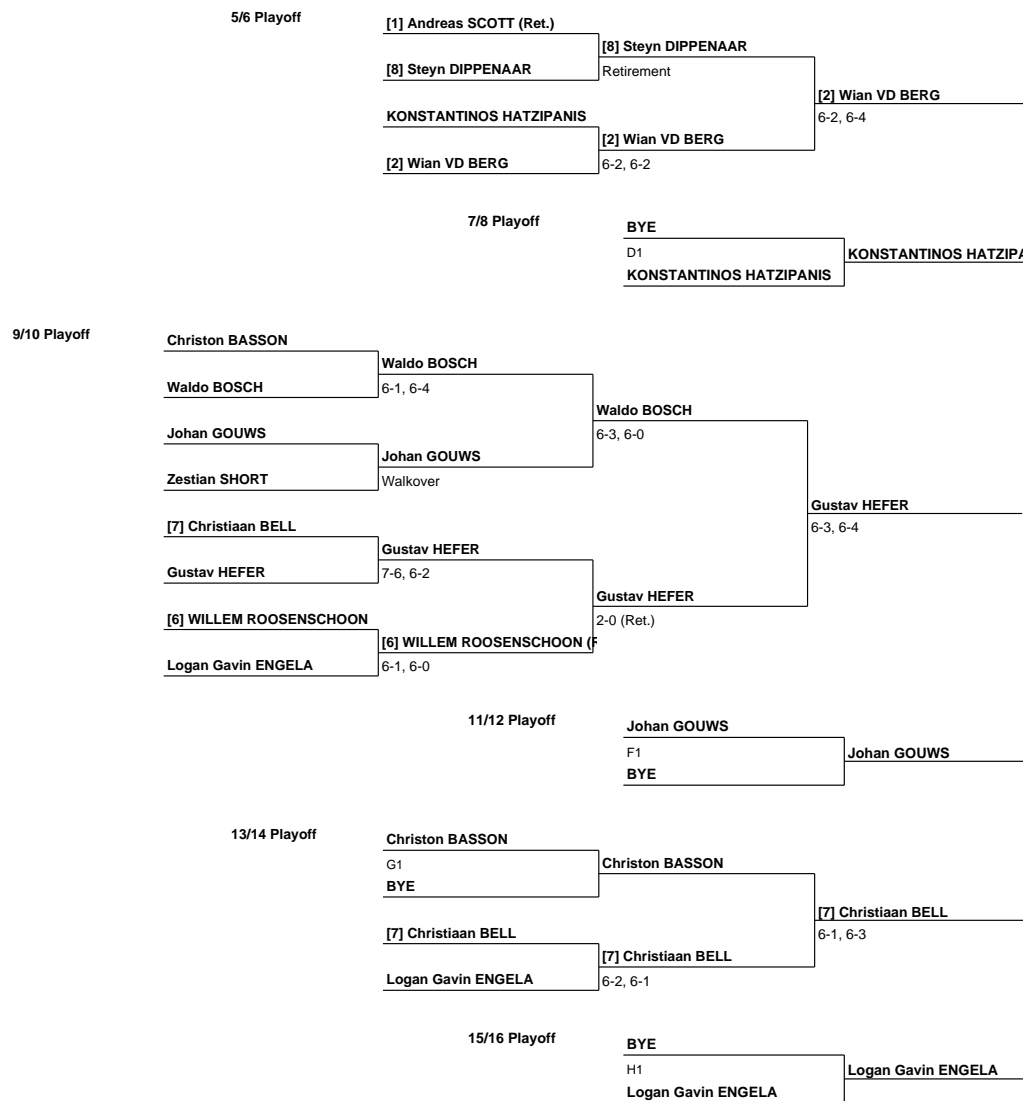 5/6 Playoff
[1] Andreas SCOTT (Ret.)
[8] Steyn DIPPENAAR
[8] Steyn DIPPENAAR
Retirement
[2] Wian VD BERG
6-2, 6-4
KONSTANTINOS HATZIPANIS
[2] Wian VD BERG
[2] Wian VD BERG
6-2, 6-2
7/8 Playoff
BYE
D1
KONSTANTINOS HATZIPA
KONSTANTINOS HATZIPANIS
9/10 Playoff
Christon BASSON
Waldo BOSCH
Waldo BOSCH
6-1, 6-4
Waldo BOSCH
6-3, 6-0
Johan GOUWS
Johan GOUWS
Zestian SHORT
Walkover
Gustav HEFER
6-3, 6-4
[7] Christiaan BELL
Gustav HEFER
Gustav HEFER
7-6, 6-2
Gustav HEFER
2-0 (Ret.)
[6] WILLEM ROOSENSCHOON
[6] WILLEM ROOSENSCHOON (
Logan Gavin ENGELA
6-1, 6-0
11/12 Playoff
Johan GOUWS
F1
Johan GOUWS
BYE
13/14 Playoff
Christon BASSON
G1
Christon BASSON
BYE
[7] Christiaan BELL
6-1, 6-3
[7] Christiaan BELL
[7] Christiaan BELL
Logan Gavin ENGELA
6-2, 6-1
15/16 Playoff
BYE
H1
Logan Gavin ENGELA
Logan Gavin ENGELA